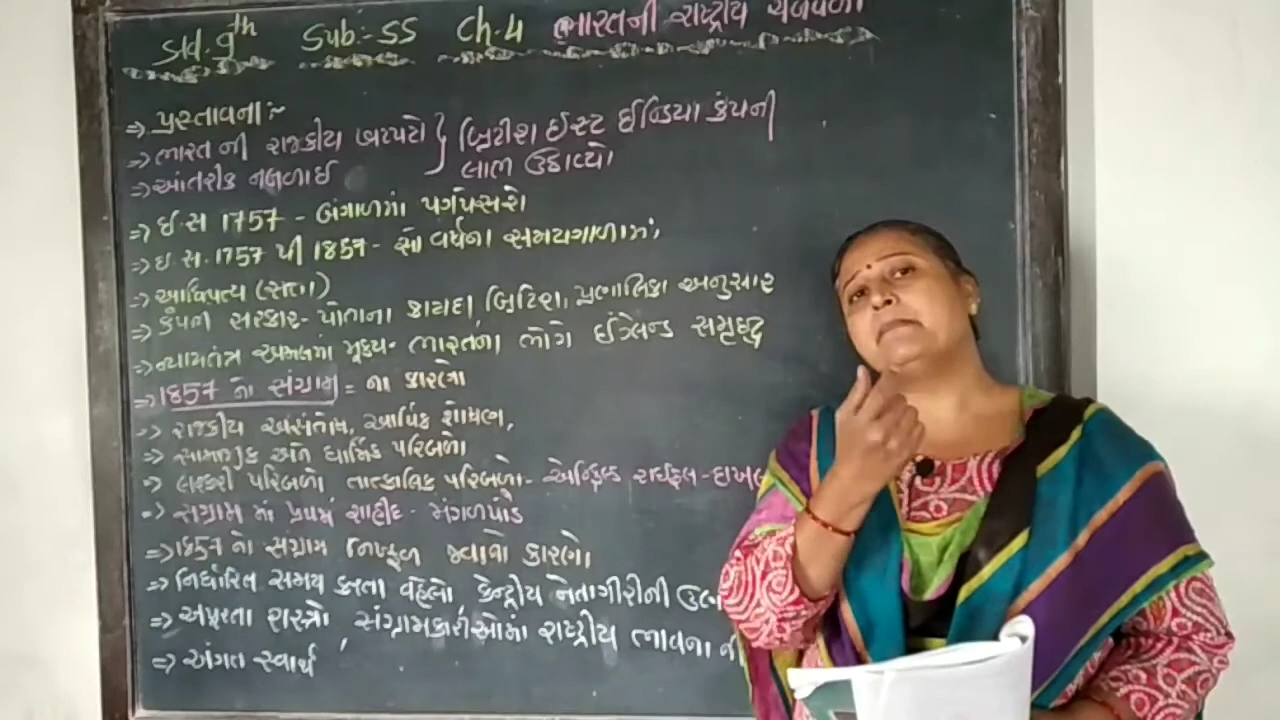 Std. 9th Sub:- SS Ch-4 ભારતની રાષ્ટ્રીય ચળવળો
⇒ પ્રસ્તાવના :-
⇒ ભારત ની રાજકીય ખટપટો } બ્રિટીશ ઈસ્ટ ઈન્ડિયા કંપની
⇒ આંતરીક નબળાઈ લાભ ઉઠાવ્યો
⇒ ઈ.સ 1757 - બંગાળમાં પગપેસરો
⇒ ઇ.સ. 1757 થી 1857 - સો વર્ષના સમયગાળામાં,
⇒ આધિપત્ય (સત્તા)
⇒ કંપની સરકાર - પોતાના કાયદા, બ્રિટિશ, પ્રણાલિકા અનુસાર
⇒ ન્યાયતંત્ર અમલમાં મૂક્યુ. ભારતના ભોગે ઈંગ્લેન્ડ સમૃદ્ધ
⇒ 1857 નો સંગ્રામ = ના કારણો
⇒ રાજકીય અસંતોષ, આર્થિક શોષણ,
⇒ સામાજીક અને ધાર્મિક પરિબળો
⇒ લશ્કરી પરિબળો તાત્કાલિક પરિબળો - એન્ફિલ્ડ રાઈફલ - દાખલ
⇒ સંગ્રામ માં પ્રથમ શહીદ - મંગળપાંડે
⇒ 1857 નો સંગ્રામ નિષ્ફળ જવાનો કારણો
⇒ નિર્ધારિત સમય કરતા વહેલો કેન્દ્રીય નેતાગીરીની
⇒ અપૂરતા શસ્ત્રો, સંગ્રામકારીઓમાં રાષ્ટ્રીય ભાવના ની
⇒ અંગત સ્વાર્થ